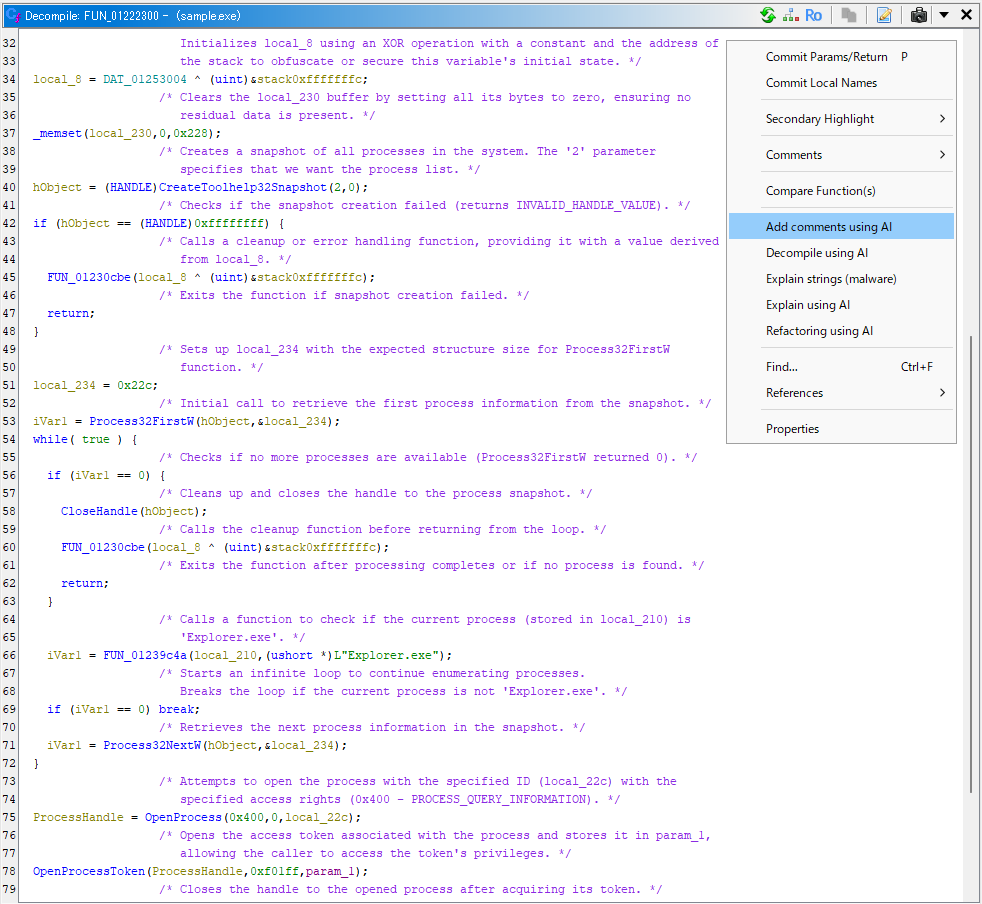 Decompile: FUN_01222300 - (sample.exe)
Ro
32 Initializes local_8 using an XOR operation with a constant and the address of
33 the stack to obfuscate or secure this variable's initial state. */
34 local_8 = DAT_01253004 ^ (uint)&stack0xfffffffc;
35 /* Clears the local_230 buffer by setting all its bytes to zero, ensuring no
36 residual data is present. */
37 _memset(local_230,0,0x228);
38 /* Creates a snapshot of all processes in the system. The '2' parameter
39 specifies that we want the process list. */
40 hObject = (HANDLE)CreateToolhelp32Snapshot(2,0);
41 /* Checks if the snapshot creation failed (returns INVALID_HANDLE_VALUE). */
42 if (hObject == (HANDLE)0xffffffff) {
43 /* Calls a cleanup or error handling function, providing it with a value derived
44 from local_8. */
45 FUN_01230cbe(local_8 ^ (uint)&stack0xfffffffc);
46 /* Exits the function if snapshot creation failed. */
47 return;
48 }
49 /* Sets up local_234 with the expected structure size for Process32FirstW
50 function. */
51 local_234 = 0x22c;
52 /* Initial call to retrieve the first process information from the snapshot. */
53 iVar1 = Process32FirstW(hObject,&local_234);
54 while( true ) {
55 /* Checks if no more processes are available (Process32FirstW returned 0). */
56 if (iVar1 == 0) {
57 /* Cleans up and closes the handle to the process snapshot. */
58 CloseHandle(hObject);
59 /* Calls the cleanup function before returning from the loop. */
60 FUN_01230cbe(local_8 ^ (uint)&stack0xfffffffc);
61 /* Exits the function after processing completes or if no process is found. */
62 return;
63 }
64 /* Calls a function to check if the current process (stored in local_210) is
65 'Explorer.exe'. */
66 iVar1 = FUN_01239c4a(local_210,(ushort *)L"Explorer.exe");
67 /* Starts an infinite loop to continue enumerating processes.
68 Breaks the loop if the current process is not 'Explorer.exe'. */
69 if (iVar1 == 0) break;
70 /* Retrieves the next process information in the snapshot. */
71 iVar1 = Process32NextW(hObject,&local_234);
72 }
73 /* Attempts to open the process with the specified ID (local_22c) with the
74 specified access rights (0x400 - PROCESS_QUERY_INFORMATION). */
75 ProcessHandle = OpenProcess(0x400,0,local_22c);
76 /* Opens the access token associated with the process and stores it in param_1,
77 allowing the caller to access the token's privileges. */
78 OpenProcessToken(ProcessHandle,0xf01ff,param_1);
79 /* Closes the handle to the opened process after acquiring its token. */
Commit Params/Return P
Commit Local Names
Secondary Highlight
Comments
Compare Function(s)
Add comments using AI
Decompile using AI
Explain strings (malware)
Explain using AI
Refactoring using AI
Find... Ctrl+F
References
Properties